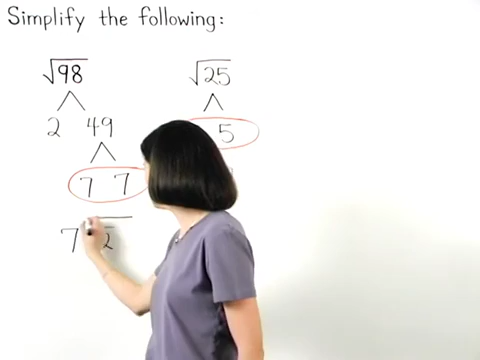 Simplify the following:
√98 √25
2 49 5
7 7
7 2